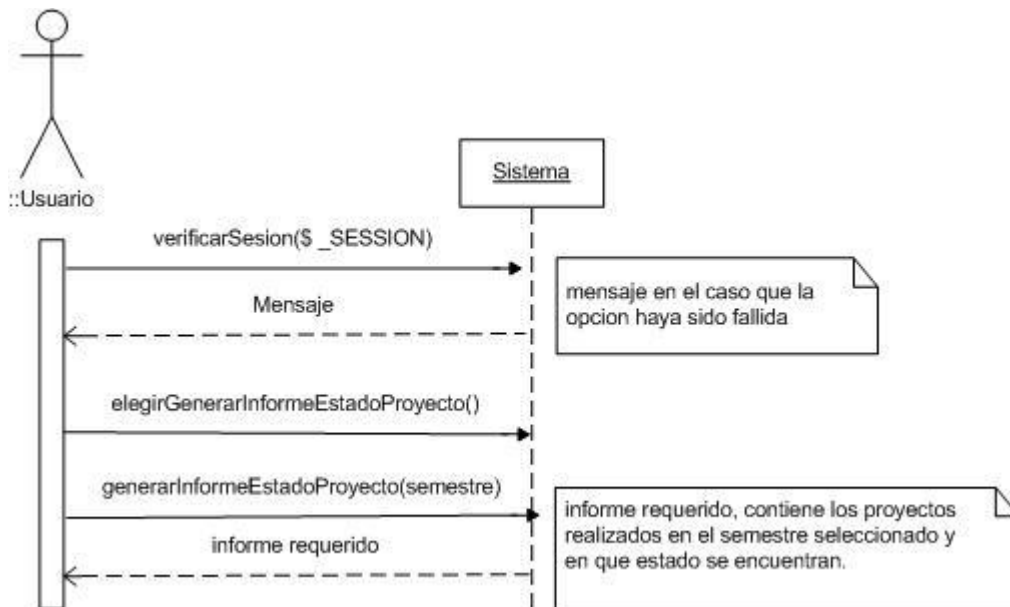 Sistema
::Usuario
verificarSesion($ _SESSION)
mensaje en el caso que la
opcion haya sido fallida
Mensaje
elegirGenerarInformeEstadoProyecto()
generarInformeEstadoProyecto(semestre)
informe requerido, contiene los proyectos
realizados en el semestre seleccionado y
en que estado se encuentran.
informe requerido